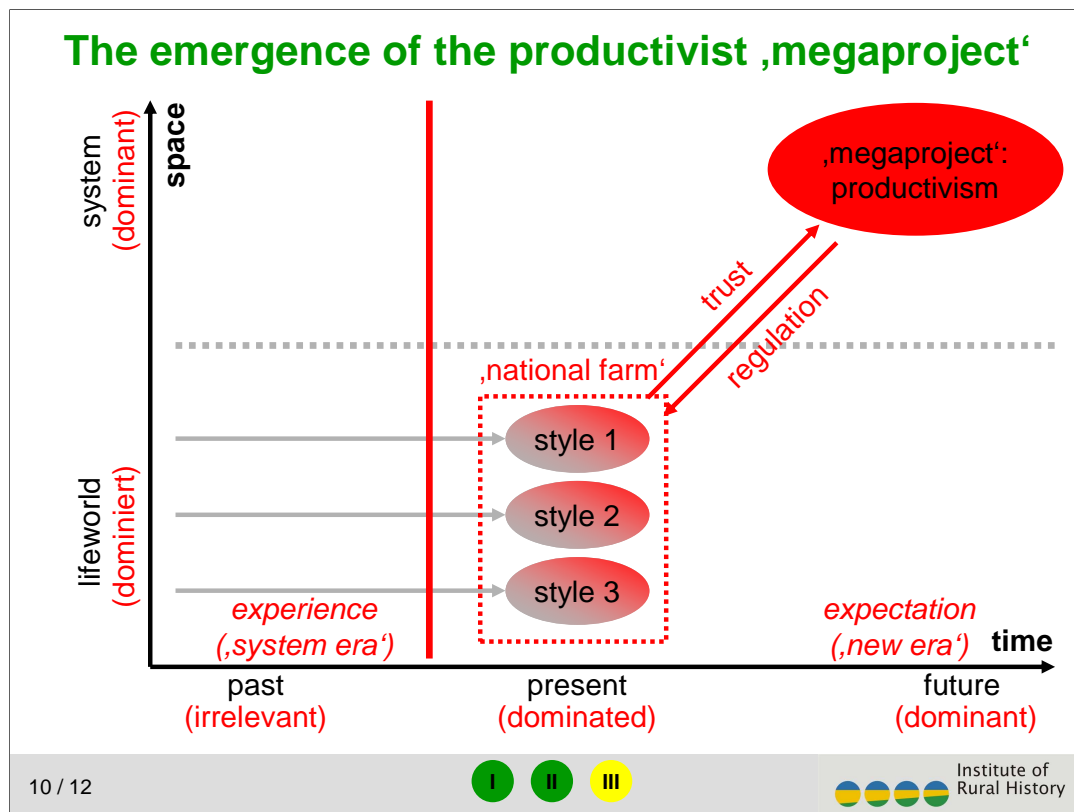 The emergence of the productivist ‚megaproject‘
system
(dominant)
space
‚megaproject‘:
productivism
trust
regulation
‚national farm‘
style 1
style 2
style 3
lifeworld
(dominiert)
experience
(‚system era‘)
expectation
(‚new era‘)
time
past
(irrelevant)
present
(dominated)
future
(dominant)
10 / 12
I
II
III
Institute of
Rural History